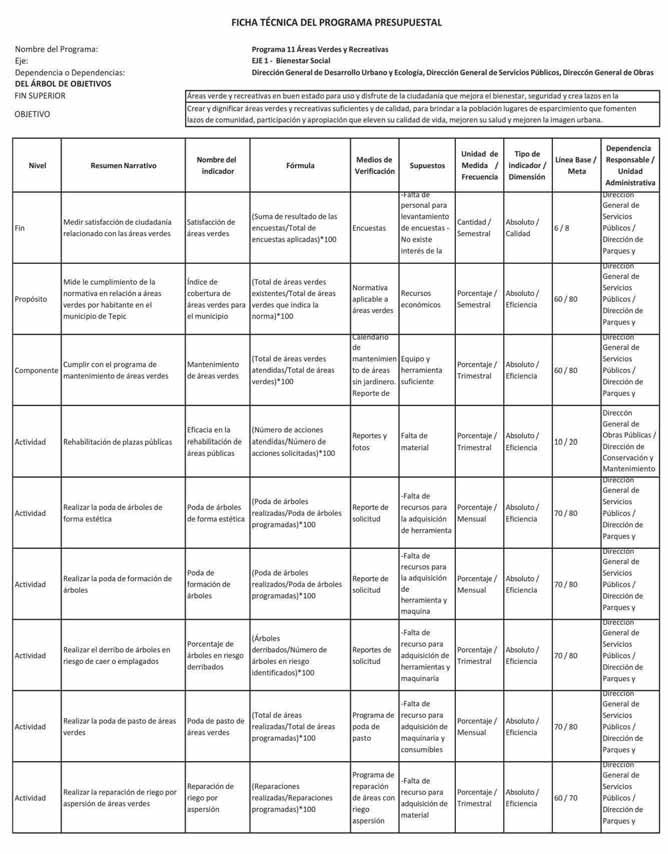 FICHA TÉCNICA DEL PROGRAMA PRESUPUESTAL
Nombre del Programa: Programa 11 Áreas Verdes y Recreativas
Eje: EJE 1 - Bienestar Social
Dependencia o Dependencias: Dirección General de Desarrollo Urbano y Ecología, Dirección General de Servicios Públicos, Direccón General de Obras
DEL ÁRBOL DE OBJETIVOS
FIN SUPERIOR Áreas verde y recreativas en buen estado para uso y disfrute de la ciudadanía que mejora el bienestar, seguridad y crea lazos en la
OBJETIVO
Crear y dignificar áreas verdes y recreativas suficientes y de calidad, para brindar a la población lugares de esparcimiento que fomenten
lazos de comunidad, participación y apropiación que eleven su calidad de vida, mejoren su salud y mejoren la imagen urbana.
Nivel
Resumen Narrativo
Nombre del
indicador
Fórmula
Medios de
Verificación
Supuestos
Unidad de
Medida /
Frecuencia
Tipo de
indicador /
Dimensión
Línea Base /
Meta
Dependencia
Responsable /
Unidad
Administrativa
Fin
Medir satisfacción de ciudadanía
relacionado con las áreas verdes
Satisfacción de
áreas verdes
(Suma de resultado de las
encuestas/Total de
encuestas aplicadas)*100
Encuestas
-Falta de
personal para
levantamiento
de encuestas -
No existe
interés de la
Cantidad /
Semestral
Absoluto /
Calidad
6 / 8
Dirección
General de
Servicios
Públicos /
Dirección de
Parques y
Propósito
Mide le cumplimiento de la
normativa en relación a áreas
verdes por habitante en el
municipio de Tepic
Índice de
cobertura de
áreas verdes para
el municipio
(Total de áreas verdes
existentes/Total de áreas
verdes que indica la
norma)*100
Normativa
aplicable a
áreas verdes
Recursos
económicos
Porcentaje /
Semestral
Absoluto /
Eficiencia
60 / 80
Dirección
General de
Servicios
Públicos /
Dirección de
Parques y
Componente
Cumplir con el programa de
mantenimiento de áreas verdes
Mantenimiento
de áreas verdes
(Total de áreas verdes
atendidas/Total de áreas
verdes)*100
Calendario
de
mantenimien
to de áreas
sin jardinero.
Reporte de
Equipo y
herramienta
suficiente
Porcentaje /
Trimestral
Absoluto /
Eficiencia
60 / 80
Dirección
General de
Servicios
Públicos /
Dirección de
Parques y
Actividad
Rehabilitación de plazas públicas
Eficacia en la
rehabilitación de
áreas públicas
(Número de acciones
atendidas/Número de
acciones solicitadas)*100
Reportes y
fotos
Falta de
material
Porcentaje /
Trimestral
Absoluto /
Eficiencia
10 / 20
Direccón
General de
Obras Públicas /
Dirección de
Conservación y
Mantenimiento
Actividad
Realizar la poda de árboles de
forma estética
Poda de árboles
de forma estética
(Poda de árboles
realizadas/Poda de árboles
programadas)*100
Reporte de
solicitud
-Falta de
recursos para
la adquisición
de herramienta
Porcentaje /
Mensual
Absoluto /
Eficiencia
70 / 80
Dirección
General de
Servicios
Públicos /
Dirección de
Parques y
Actividad
Realizar la poda de formación de
árboles
Poda de
formación de
árboles
(Poda de árboles
realizados/Poda de árboles
programadas)*100
Reporte de
solicitud
-Falta de
recursos para
la adquisición
de
herramienta y
maquina
Porcentaje /
Mensual
Absoluto /
Eficiencia
70 / 80
Dirección
General de
Servicios
Públicos /
Dirección de
Parques y
Actividad
Realizar el derribo de árboles en
riesgo de caer o emplagados
Porcentaje de
árboles en riesgo
derribados
(Árboles
derribados/Número de
árboles en riesgo
identificados)*100
Reportes de
solicitud
-Falta de
recurso para
adquisición de
herramientas y
maquinaría
Porcentaje /
Trimestral
Absoluto /
Eficiencia
70 / 80
Dirección
General de
Servicios
Públicos /
Dirección de
Parques y
Actividad
Realizar la poda de pasto de áreas
verdes
Poda de pasto de
áreas verdes
(Total de áreas
realizadas/Total de áreas
programadas)*100
Programa de
poda de
pasto
-Falta de
recurso para
adquisición de
maquinaria y
consumibles
Porcentaje /
Mensual
Absoluto /
Eficiencia
70 / 80
Dirección
General de
Servicios
Públicos /
Dirección de
Parques y
Actividad
Realizar la reparación de riego por
aspersión de áreas verdes
Reparación de
riego por
aspersión
(Reparaciones
realizadas/Reparaciones
programadas)*100
Programa de
reparación
de áreas con
riego
aspersión
-Falta de
recurso para
adquisición de
material
Porcentaje /
Trimestral
Absoluto /
Eficiencia
60 / 70
Dirección
General de
Servicios
Públicos /
Dirección de
Parques y